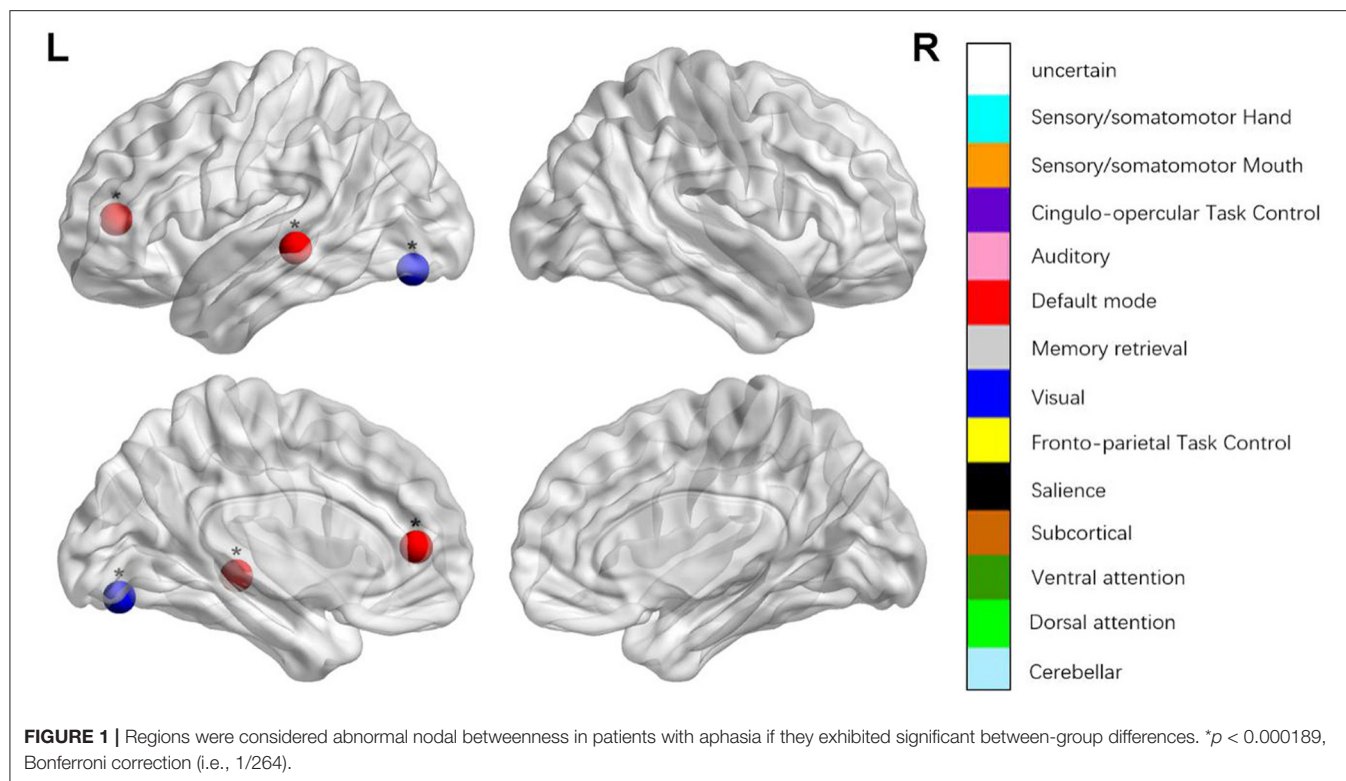 L
R
*
*
*
*
*
*
uncertain
Sensory/somatomotor Hand
Sensory/somatomotor Mouth
Cingulo-opercular Task Control
Auditory
Default mode
Memory retrieval
Visual
Fronto-parietal Task Control
Salience
Subcortical
Ventral attention
Dorsal attention
Cerebellar
FIGURE 1 | Regions were considered abnormal nodal betweenness in patients with aphasia if they exhibited significant between-group differences. *p < 0.000189,
Bonferroni correction (i.e., 1/264).